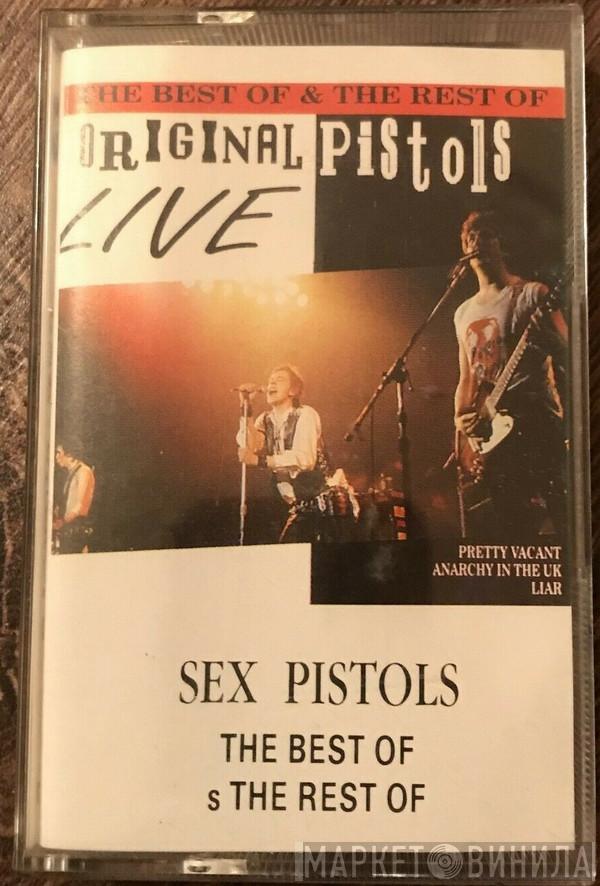 THE BEST OF & THE REST OF
ORIGINAL PiStolS
LIVE
PRETTY VACANT
ANARCHY IN THE UK
LIAR
SEX PISTOLS
THE BEST OF
s THE REST OF
МАРКЕТ ВИНИЛА